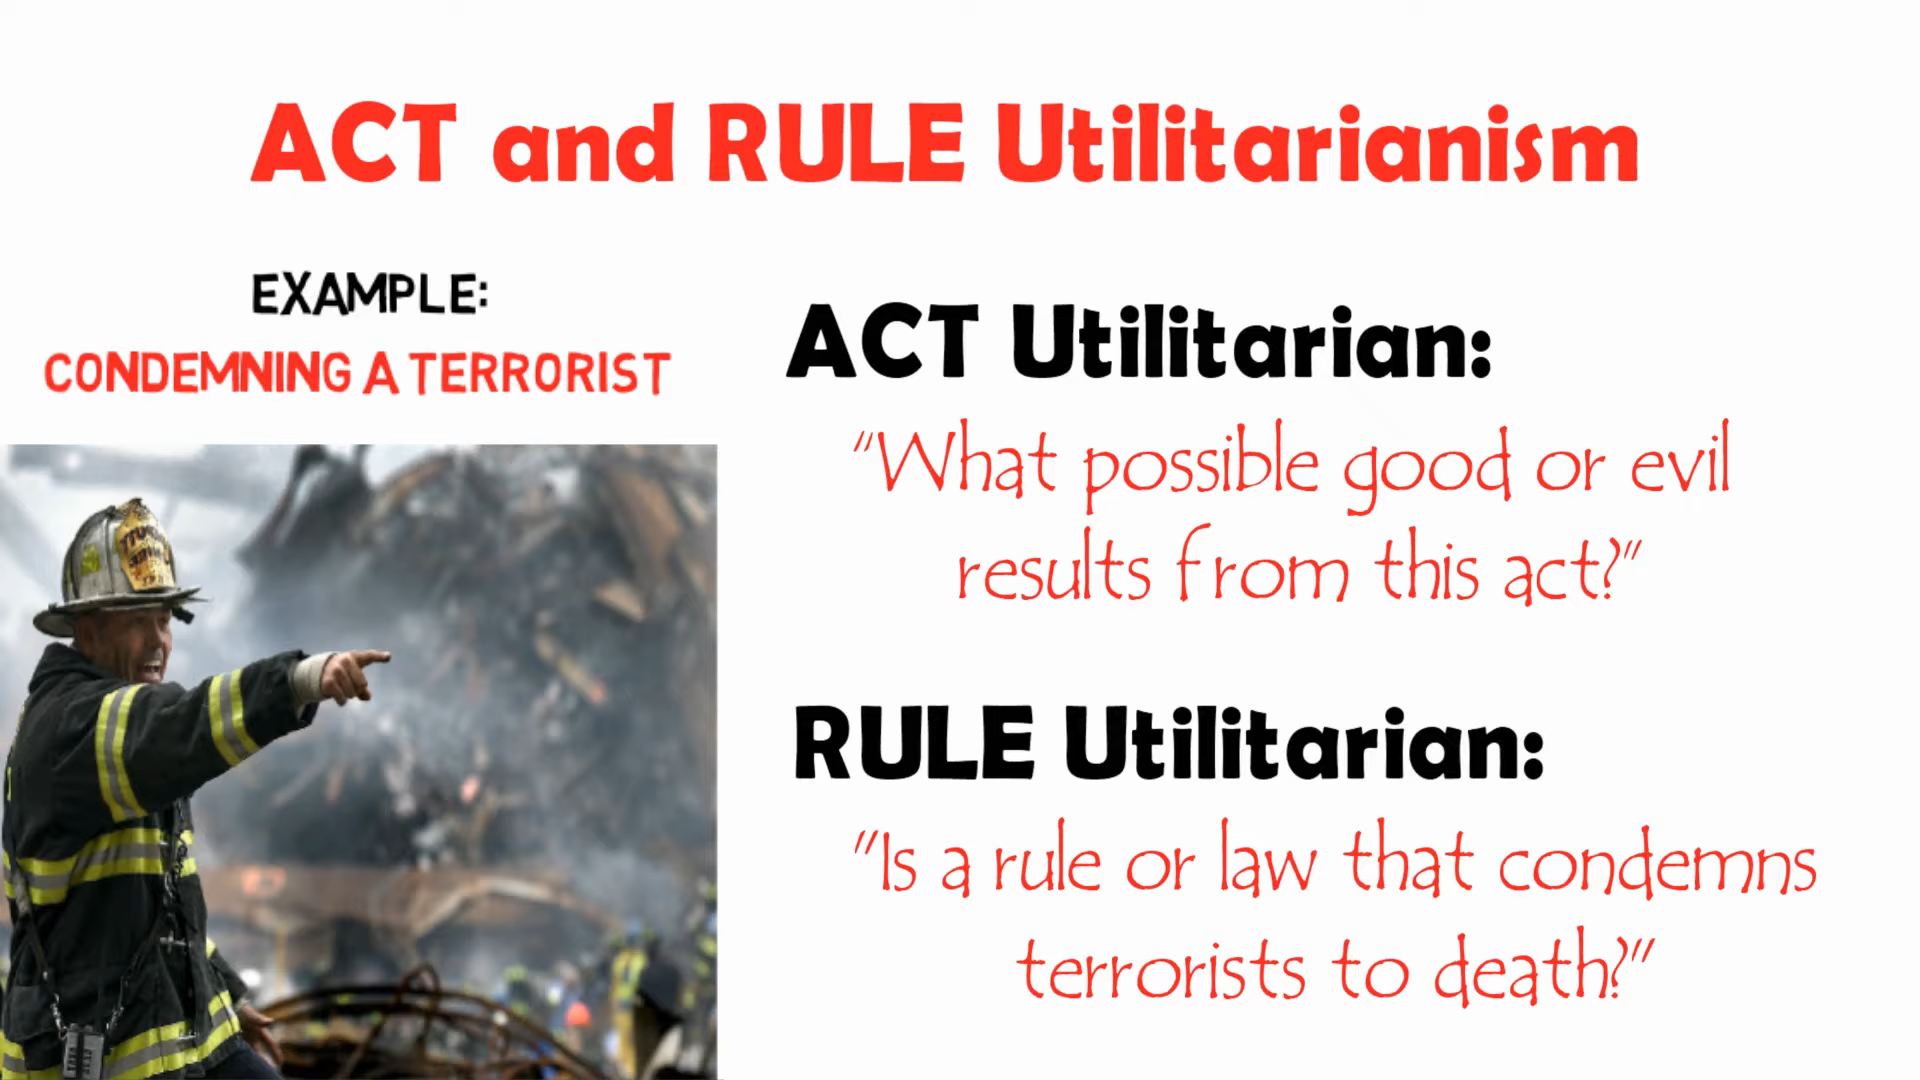 ACT and RULE Utilitarianism
EXAMPLE:
CONDEMNING A TERRORIST
ACT Utilitarian:
“What possible good or evil
results from this act?”
RULE Utilitarian:
“Is a rule or law that condemns
terrorists to death?”